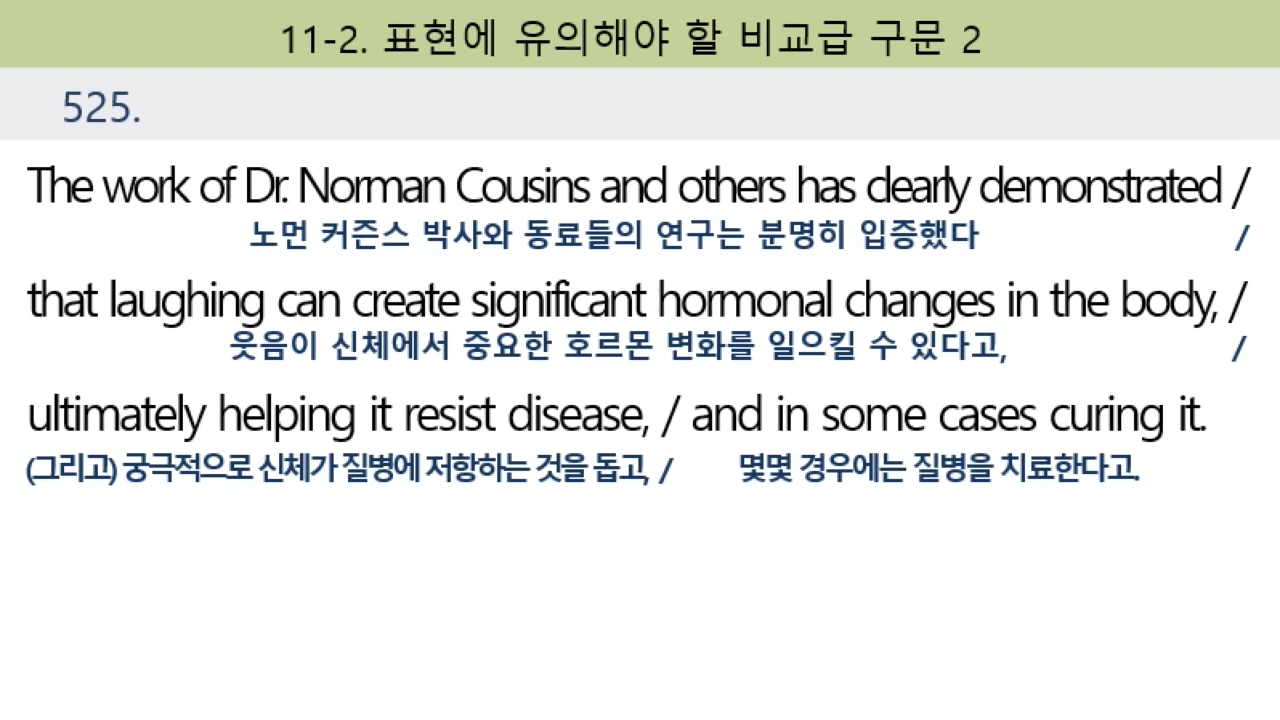 11-2. 표현에 유의해야 할 비교급 구문 2
525.
The work of Dr. Norman Cousins and others has clearly demonstrated /
노먼 커즌스 박사와 동료들의 연구는 분명히 입증했다 /
that laughing can create significant hormonal changes in the body, /
웃음이 신체에서 중요한 호르몬 변화를 일으킬 수 있다고, /
ultimately helping it resist disease, / and in some cases curing it.
(그리고) 궁극적으로 신체가 질병에 저항하는 것을 돕고, / 몇몇 경우에는 질병을 치료한다고.